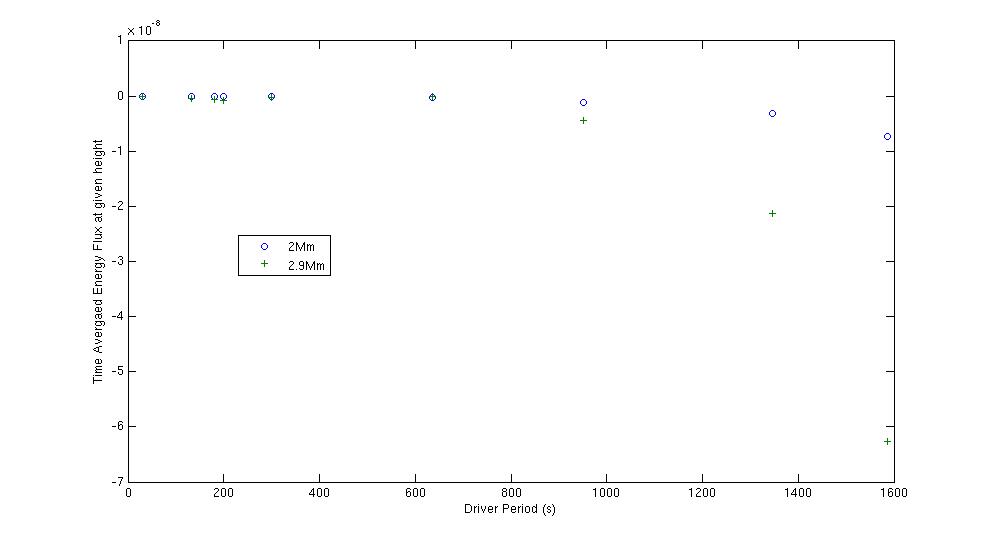 × 10-8
1
0
-1
-2
-3
-4
-5
-6
-7
Time Avergaed Energy Flux at given height
2Mm
2.9Mm
0 200 400 600 800 1000 1200 1400 1600
Driver Period (s)